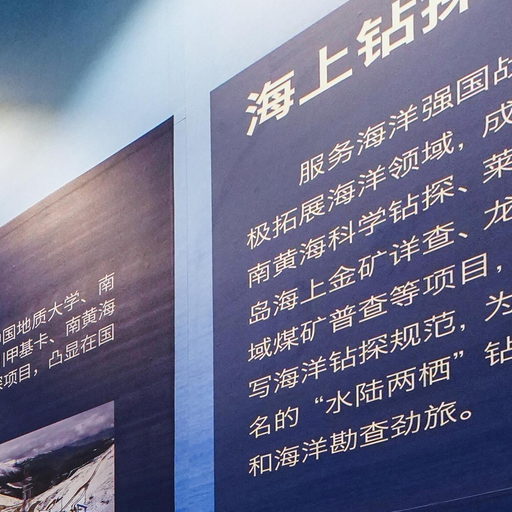 国地质大学、南
甲基卡、南黄海
项目，凸显在国
海上钻探
服务海洋强国战
极拓展海洋领域，成
南黄海科学钻探、莱
岛海上金矿详查、龙
域煤矿普查等项目，
写海洋钻探规范，为
名的“水陆两栖”钻
和海洋勘查劲旅。